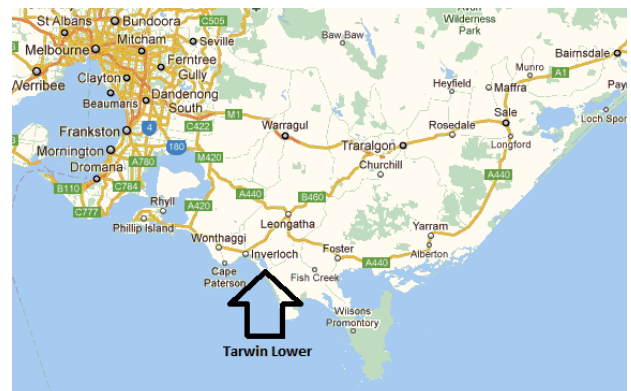 St Albans
Bundoora
C505
Melbourne
Mitcham
Seville
Baw Baw
Wilderness
Park
Bairnsdale
Werribee
Clayton
Ferntree
Gully
Munro
A1
Heyfield
Maffra
Beaumaris
Dandenong
South
M1
Sale
Loch Sport
Frankston
4
C422
Warragul
Rosedale
Longford
Mornington
A780
180
Traralgon
Dromana
M420
Churchill
B110
C784
C777
Rhyll
A420
A440
B460
A440
Phillip Island
Leongatha
Yarram
Wonthaggi
Inverloch
Foster
A440
Alberton
Cape
Paterson
Fish Creek
Wilsons
Promontory
Tarwin Lower